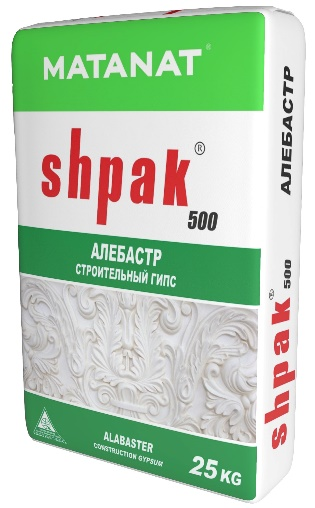 MATANAT®
shpak®
500
АЛЕБАСТР
СТРОИТЕЛЬНЫЙ ГИПС
ALABASTER
CONSTRUCTION GYPSUM
25 KG
shpak® 500 АЛЕБАСТР